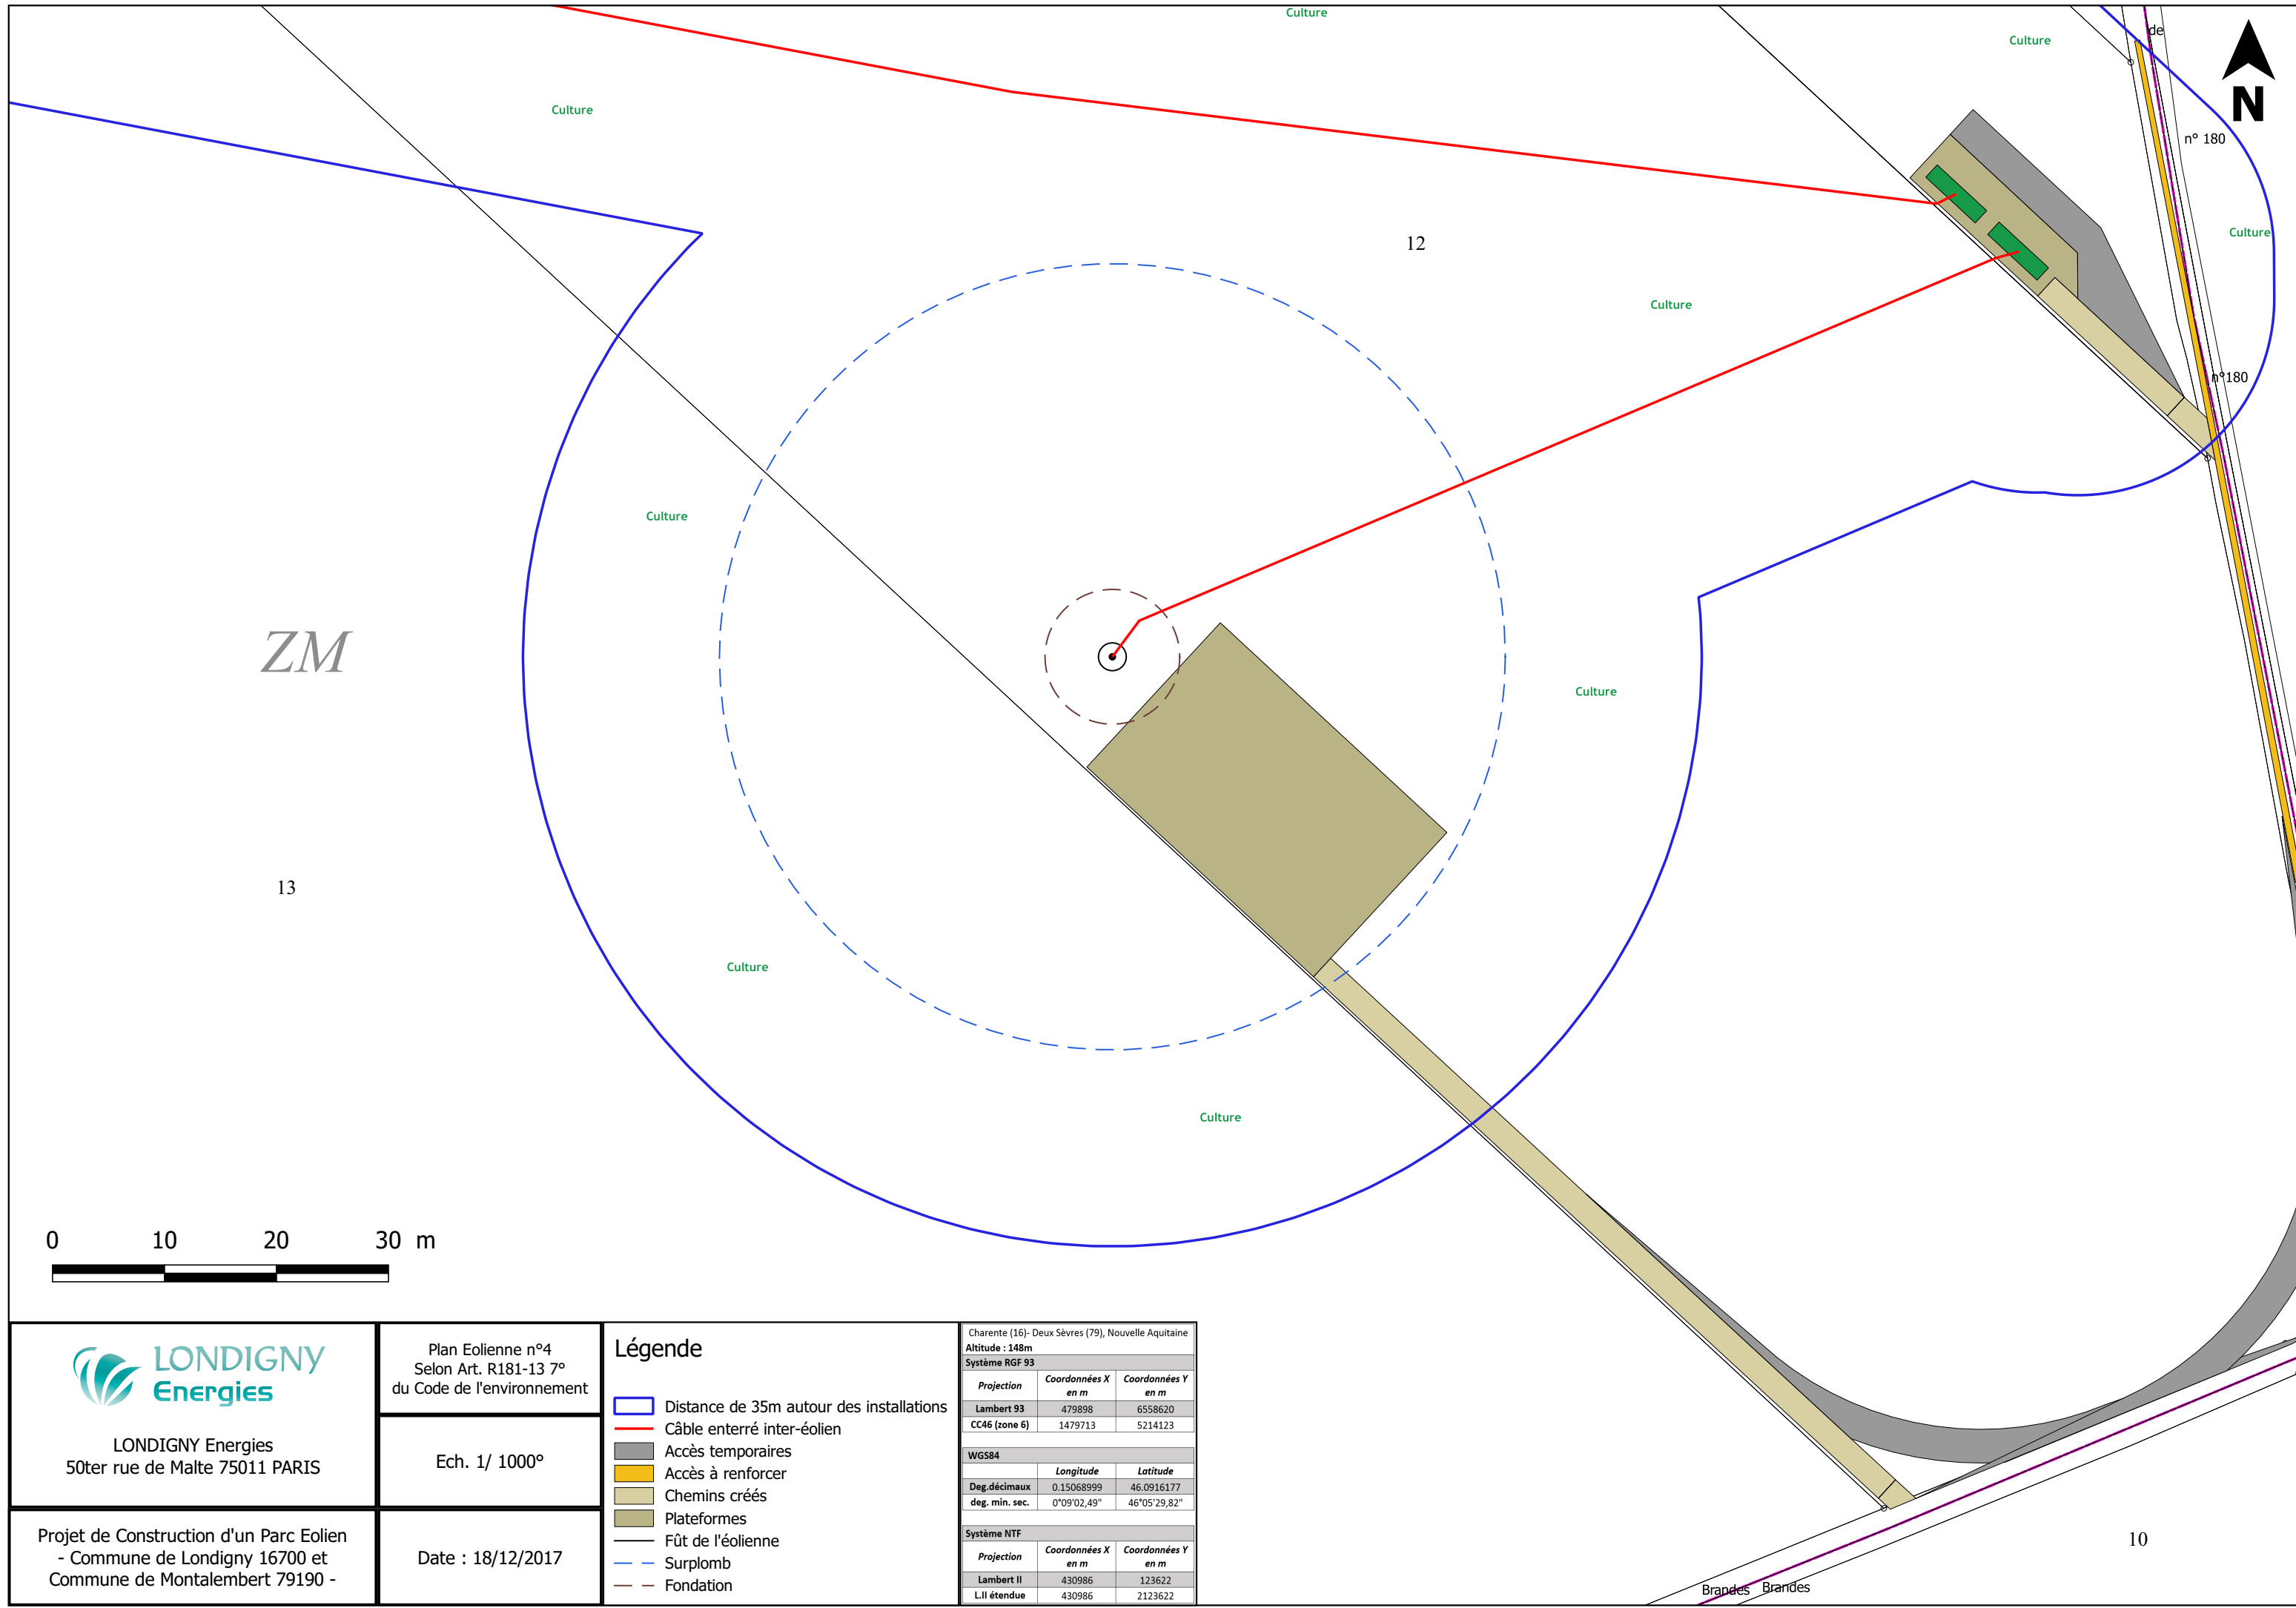 Culture
de
Culture
N
Culture
n° 180
Culture
12
Culture
n°180
Culture
ZM
Culture
13
Culture
Culture
0 10 20 30 m
10
Brandes Brandes
LONDIGNY
Energies
LONDIGNY Energies
50ter rue de Malte 75011 PARIS
Projet de Construction d'un Parc Eolien
- Commune de Londigny 16700 et
Commune de Montalembert 79190 -
Plan Eolienne n°4
Selon Art. R181-13 7°
du Code de l'environnement
Ech. 1/ 1000°
Date : 18/12/2017
Légende
Distance de 35m autour des installations
Câble enterré inter-éolien
Accès temporaires
Accès à renforcer
Chemins créés
Plateformes
Fût de l'éolienne
Surplomb
Fondation
Charente (16)- Deux Sèvres (79), Nouvelle Aquitaine
Altitude : 148m
Système RGF 93
Projection Coordonnées X en m Coordonnées Y en m
Lambert 93 479898 6558620
CC46 (zone 6) 1479713 5214123
WGS84
Longitude Latitude
Deg.décimaux 0.15068999 46.0916177
deg. min. sec. 0°09'02,49" 46°05'29,82"
Système NTF
Projection Coordonnées X en m Coordonnées Y en m
Lambert II 430986 123622
L.II étendue 430986 2123622